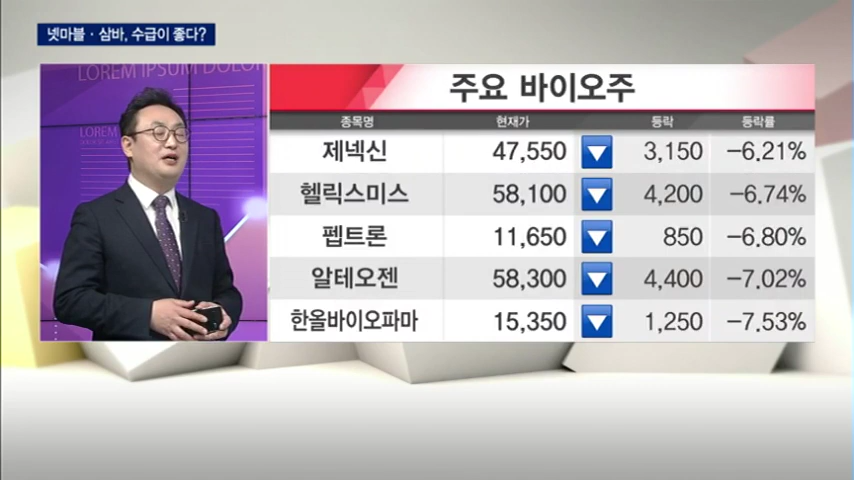 넷마블·삼바, 수급이 좋다?
LOREM IPSUM DOLOR
LOREM
주요 바이오주
종목명 현재가 등락 등락률
제넥신 47,550 ▼ 3,150 -6.21%
헬릭스미스 58,100 ▼ 4,200 -6.74%
펩트론 11,650 ▼ 850 -6.80%
알테오젠 58,300 ▼ 4,400 -7.02%
한올바이오파마 15,350 ▼ 1,250 -7.53%